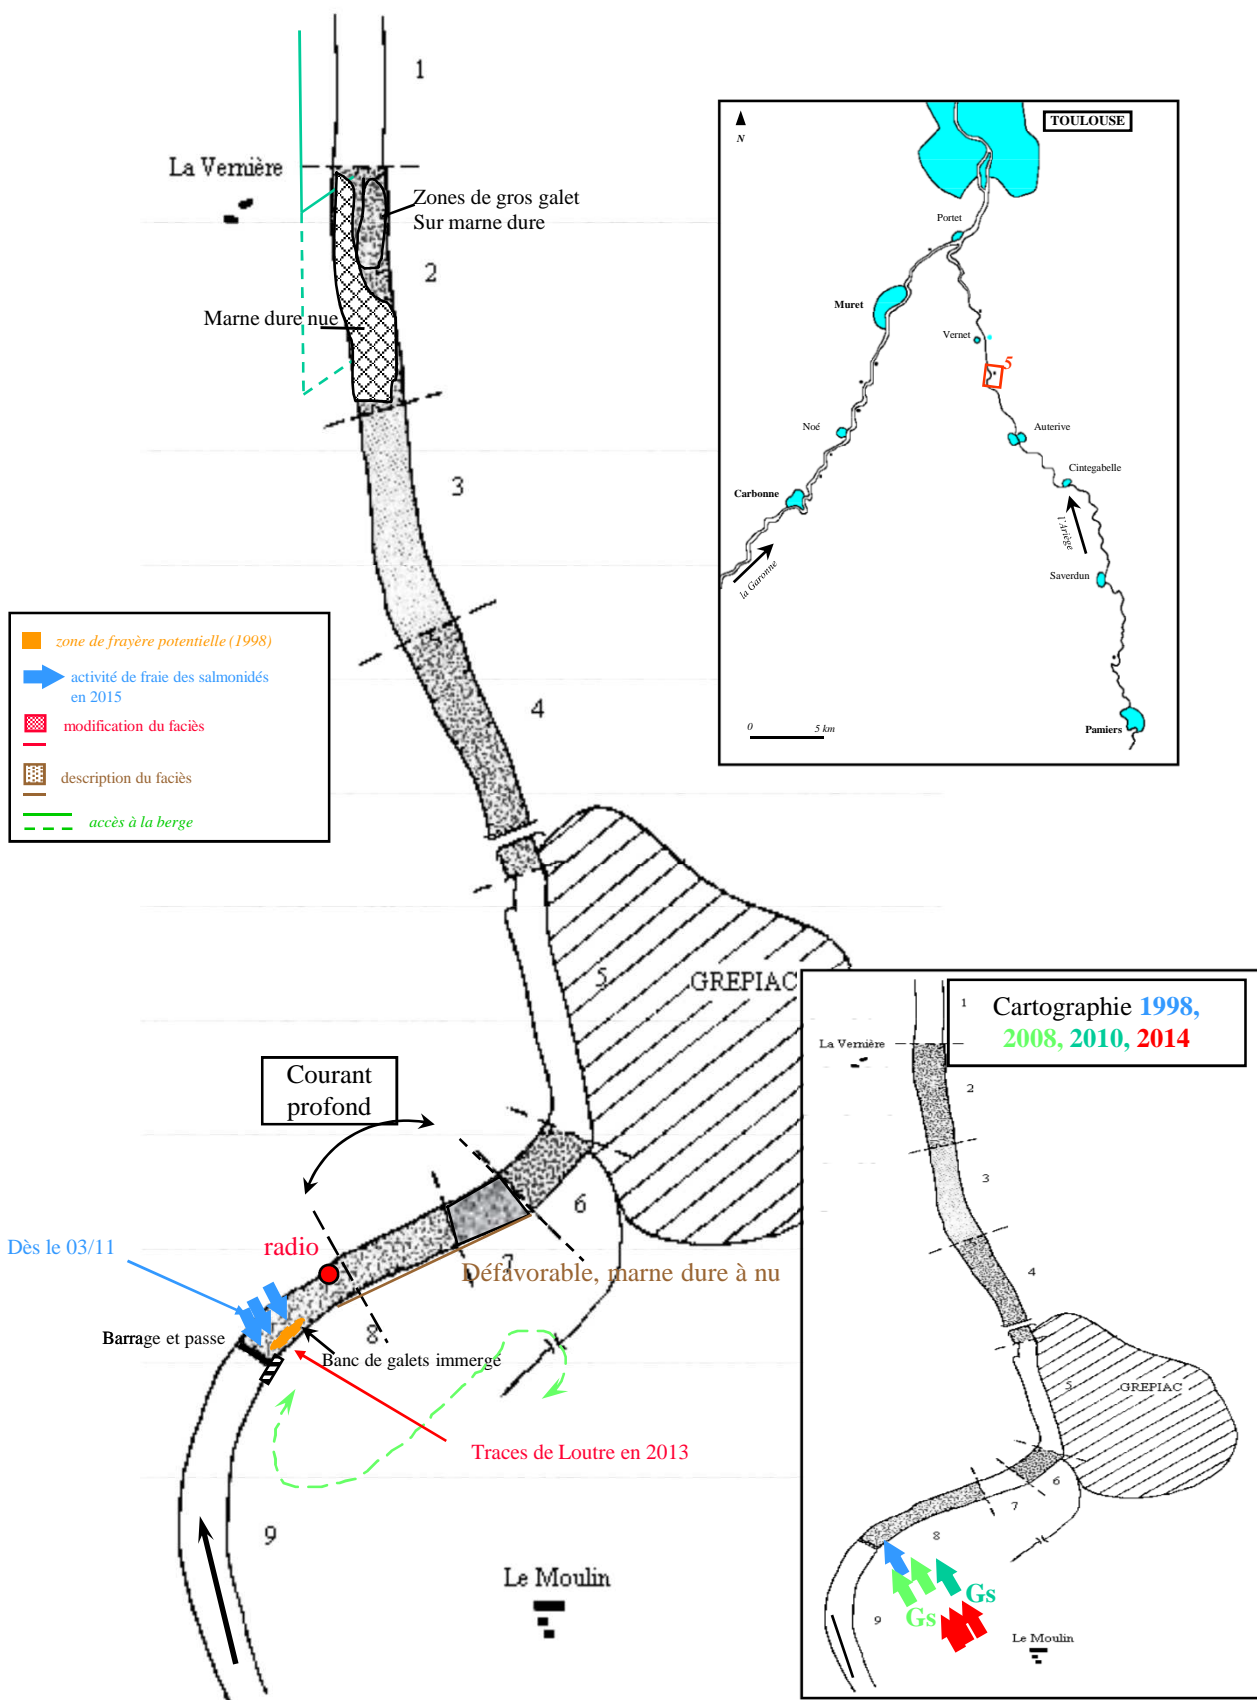 1
La Vernière
Zones de gros galet
Sur marne dure
2
Marne dure nue
3
4
5
GREPIAC
Courant
profond
6
7
radio
Dès le 03/11
Défavorable, marne dure à nu
8
Barrage et passe
Banc de galets immergé
Traces de Loutre en 2013
9
Le Moulin
zone de frayère potentielle (1998)
activité de fraie des salmonidés
en 2015
modification du faciès
description du faciès
accès à la berge
N
TOULOUSE
Portet
Muret
Vernet
5
Noé
Auterive
Cintegabelle
Carbonne
la Garonne
l'Ariège
Saverdun
0 5 km
Pamiers
Cartographie 1998,
2008, 2010, 2014
1
La Vernière
2
3
4
5
GREPIAC
6
7
8
Gs
Gs
9
Le Moulin